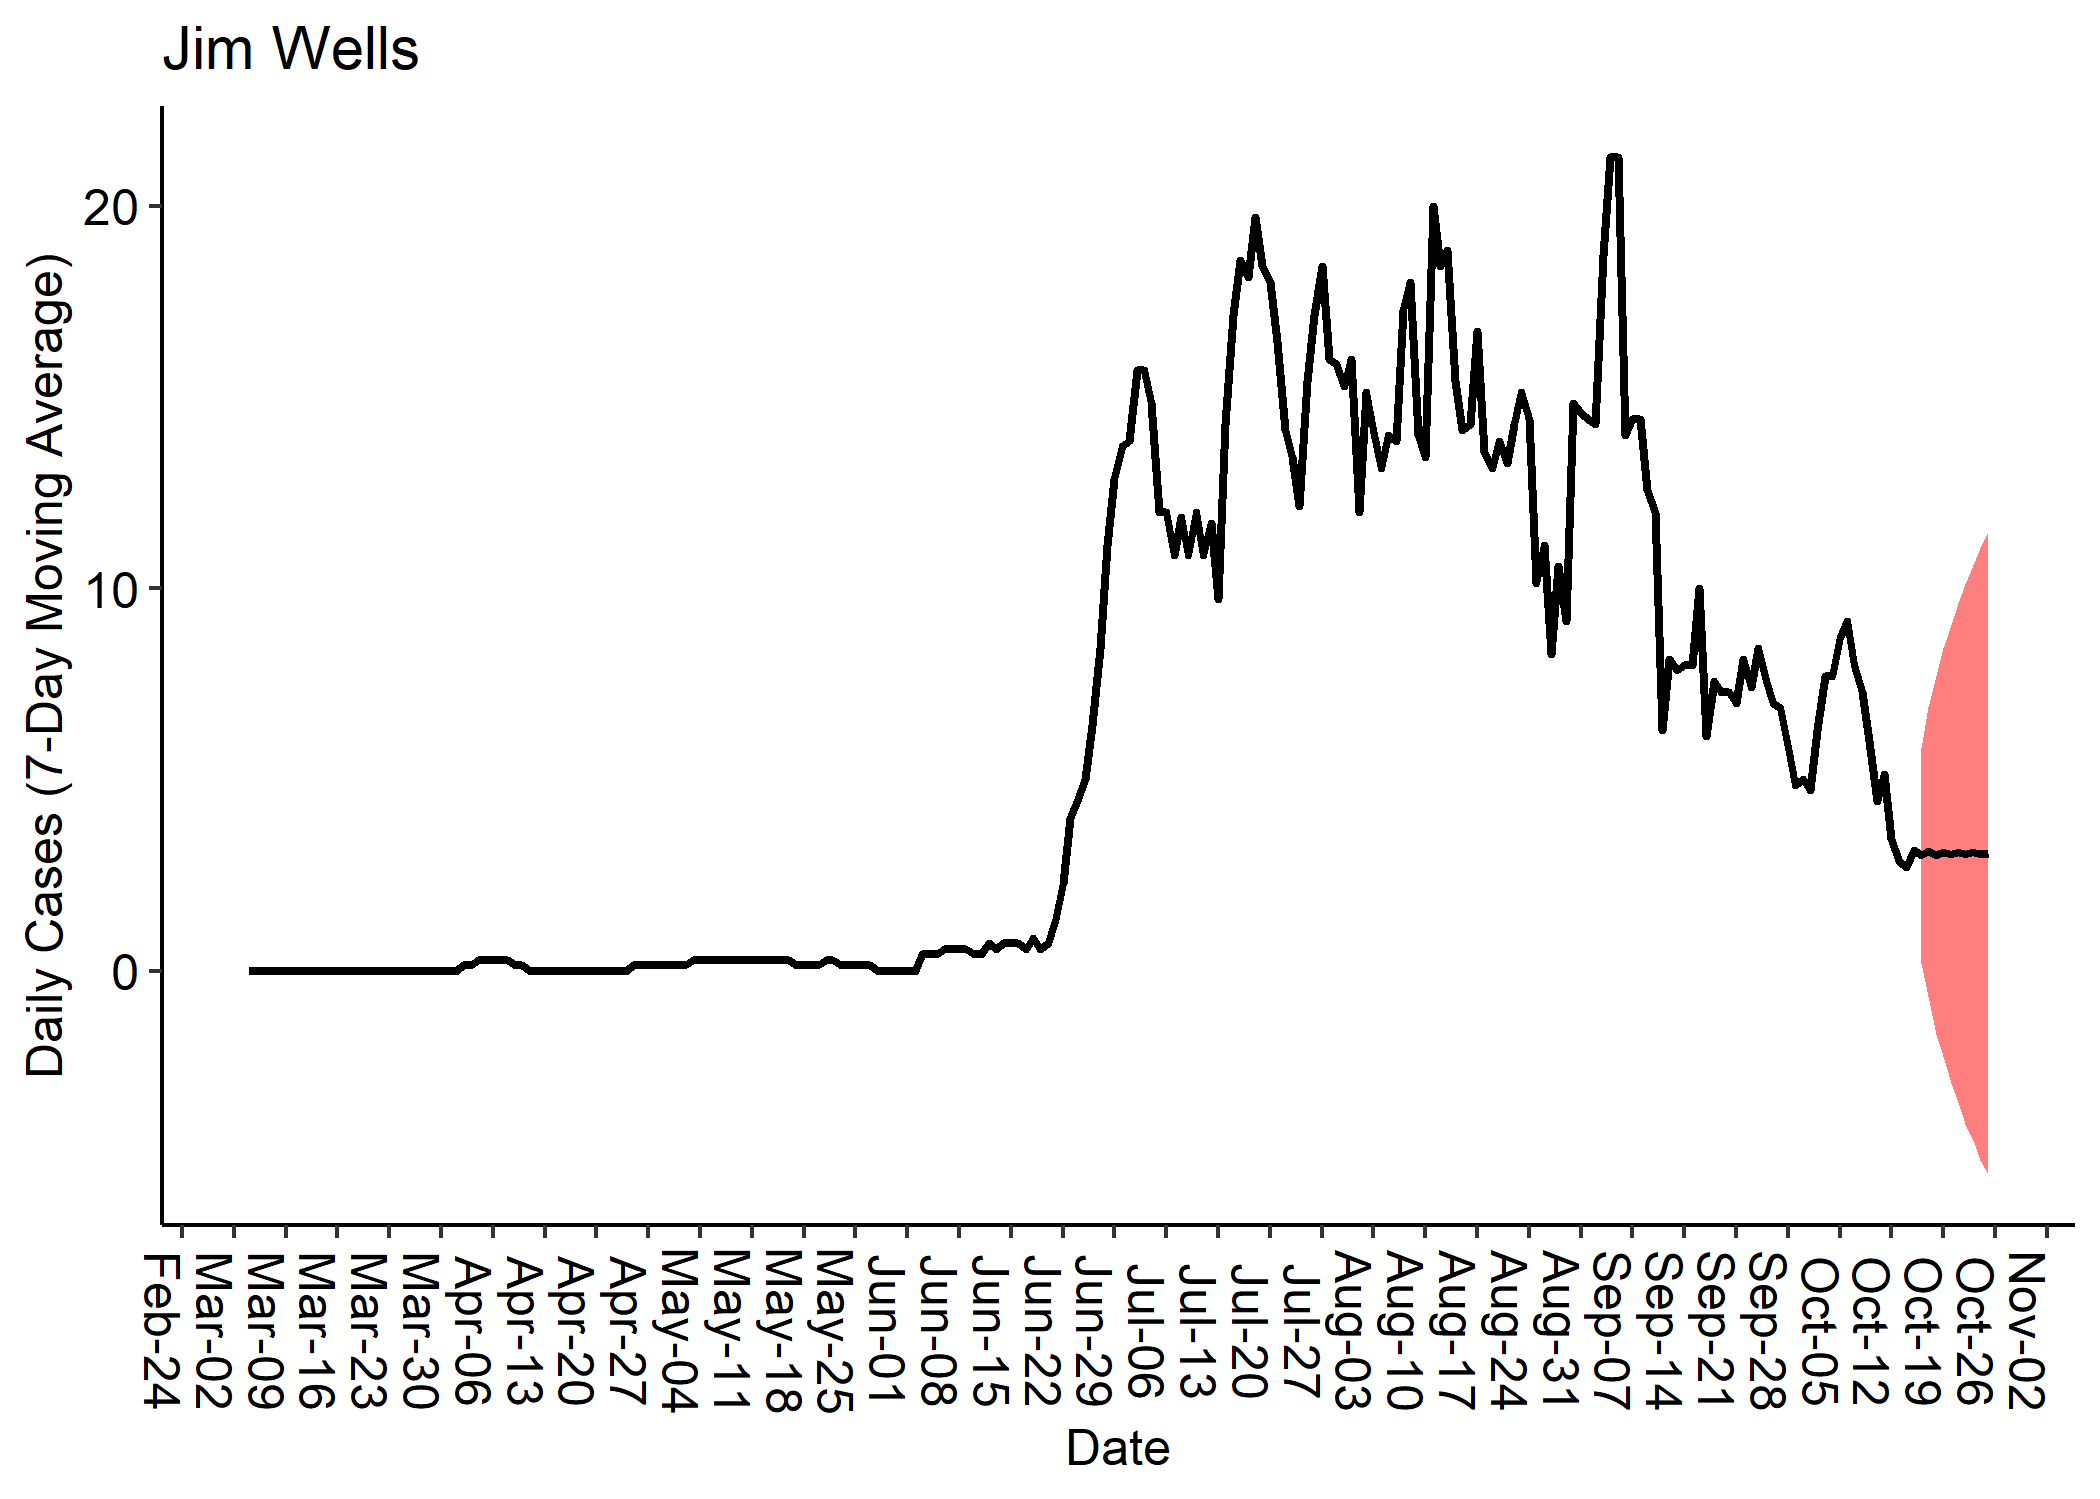 Jim Wells
Daily Cases (7-Day Moving Average)
20
10
0
Feb-24
Mar-02
Mar-09
Mar-16
Mar-23
Mar-30
Apr-06
Apr-13
Apr-20
Apr-27
May-04
May-11
May-18
May-25
Jun-01
Jun-08
Jun-15
Jun-22
Jun-29
Jul-06
Jul-13
Jul-20
Jul-27
Aug-03
Aug-10
Aug-17
Aug-24
Aug-31
Sep-07
Sep-14
Sep-21
Sep-28
Oct-05
Oct-12
Oct-19
Oct-26
Nov-02
Date